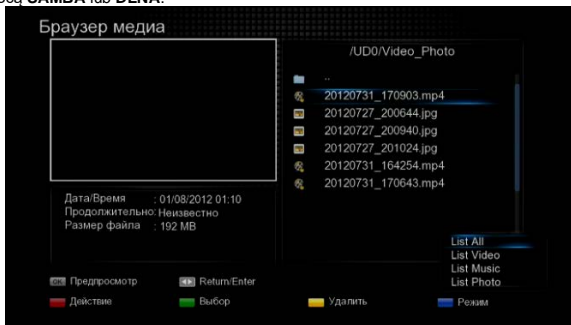 SAMBA lub DLNA.
Браузер медиа
/UD0/Video_Photo
..
20120731_170903.mp4
20120727_200644.jpg
20120727_200940.jpg
20120727_201024.jpg
20120731_164254.mp4
20120731_170643.mp4
Дата/Время : 01/08/2012 01:10
Продолжительно: Неизвестно
Размер файла : 192 MB
List All
List Video
List Music
List Photo
OK Предпросмотр
Return/Enter
Действие
Выбор
Удалить
Режим